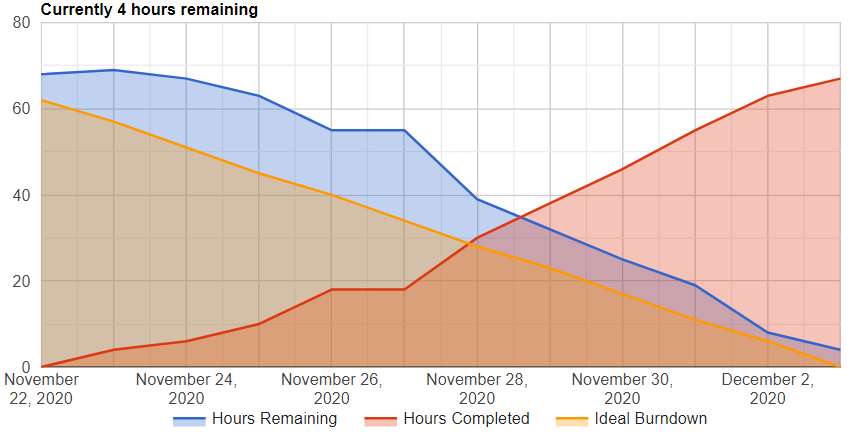 Currently 4 hours remaining
80
60
40
20
0
November
22, 2020
November 24,
2020
November 26,
2020
November 28,
2020
November 30,
2020
December 2,
2020
Hours Remaining
Hours Completed
Ideal Burndown